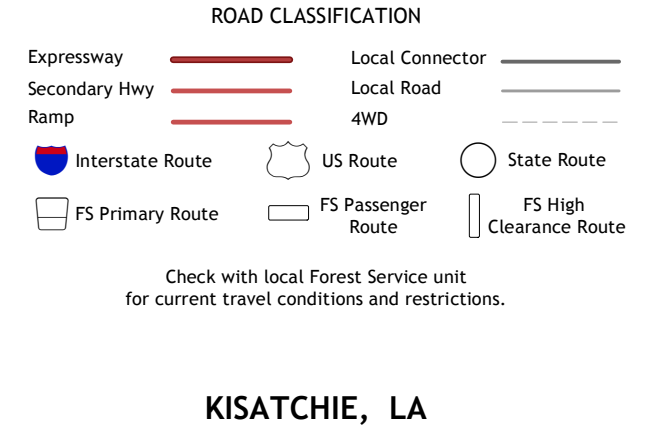 ROAD CLASSIFICATION
Expressway
Secondary Hwy
Ramp
Local Connector
Local Road
4WD
Interstate Route
US Route
State Route
FS Primary Route
FS Passenger
Route
FS High
Clearance Route
Check with local Forest Service unit
for current travel conditions and restrictions.
KISATCHIE, LA